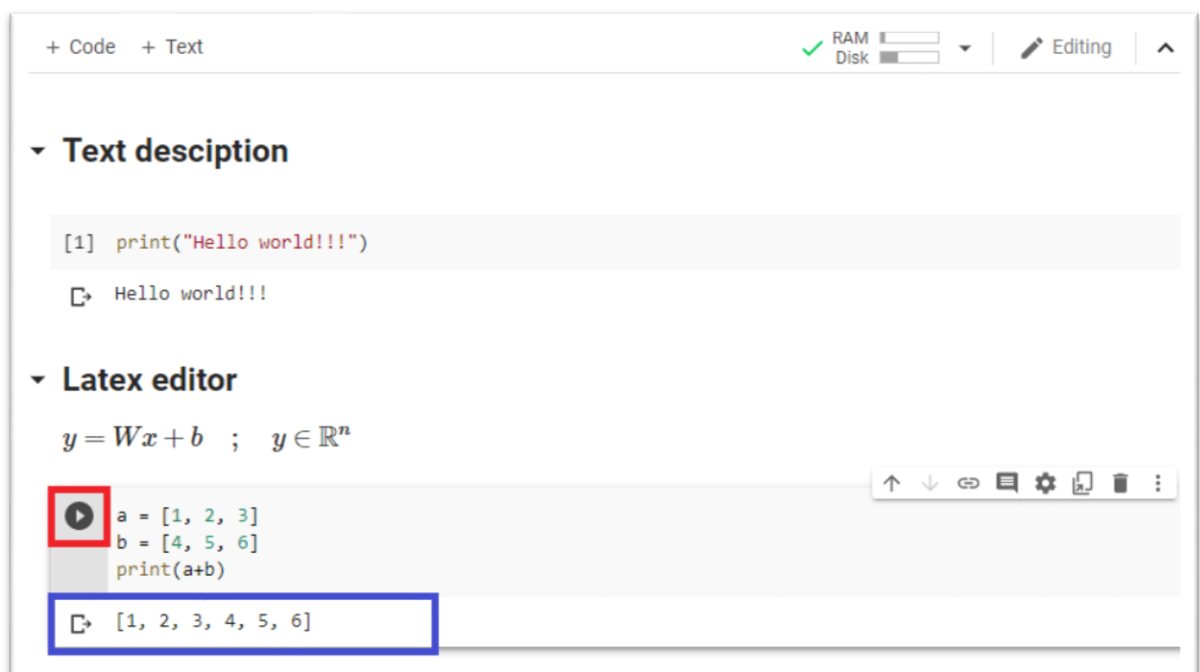 + Code + Text RAM Disk Editing
Text desciption
[1] print("Hello world!!!")
Hello world!!!
Latex editor
y = Wx + b ; y ∈ ℝⁿ
a = [1, 2, 3]
b = [4, 5, 6]
print(a+b)
[1, 2, 3, 4, 5, 6]